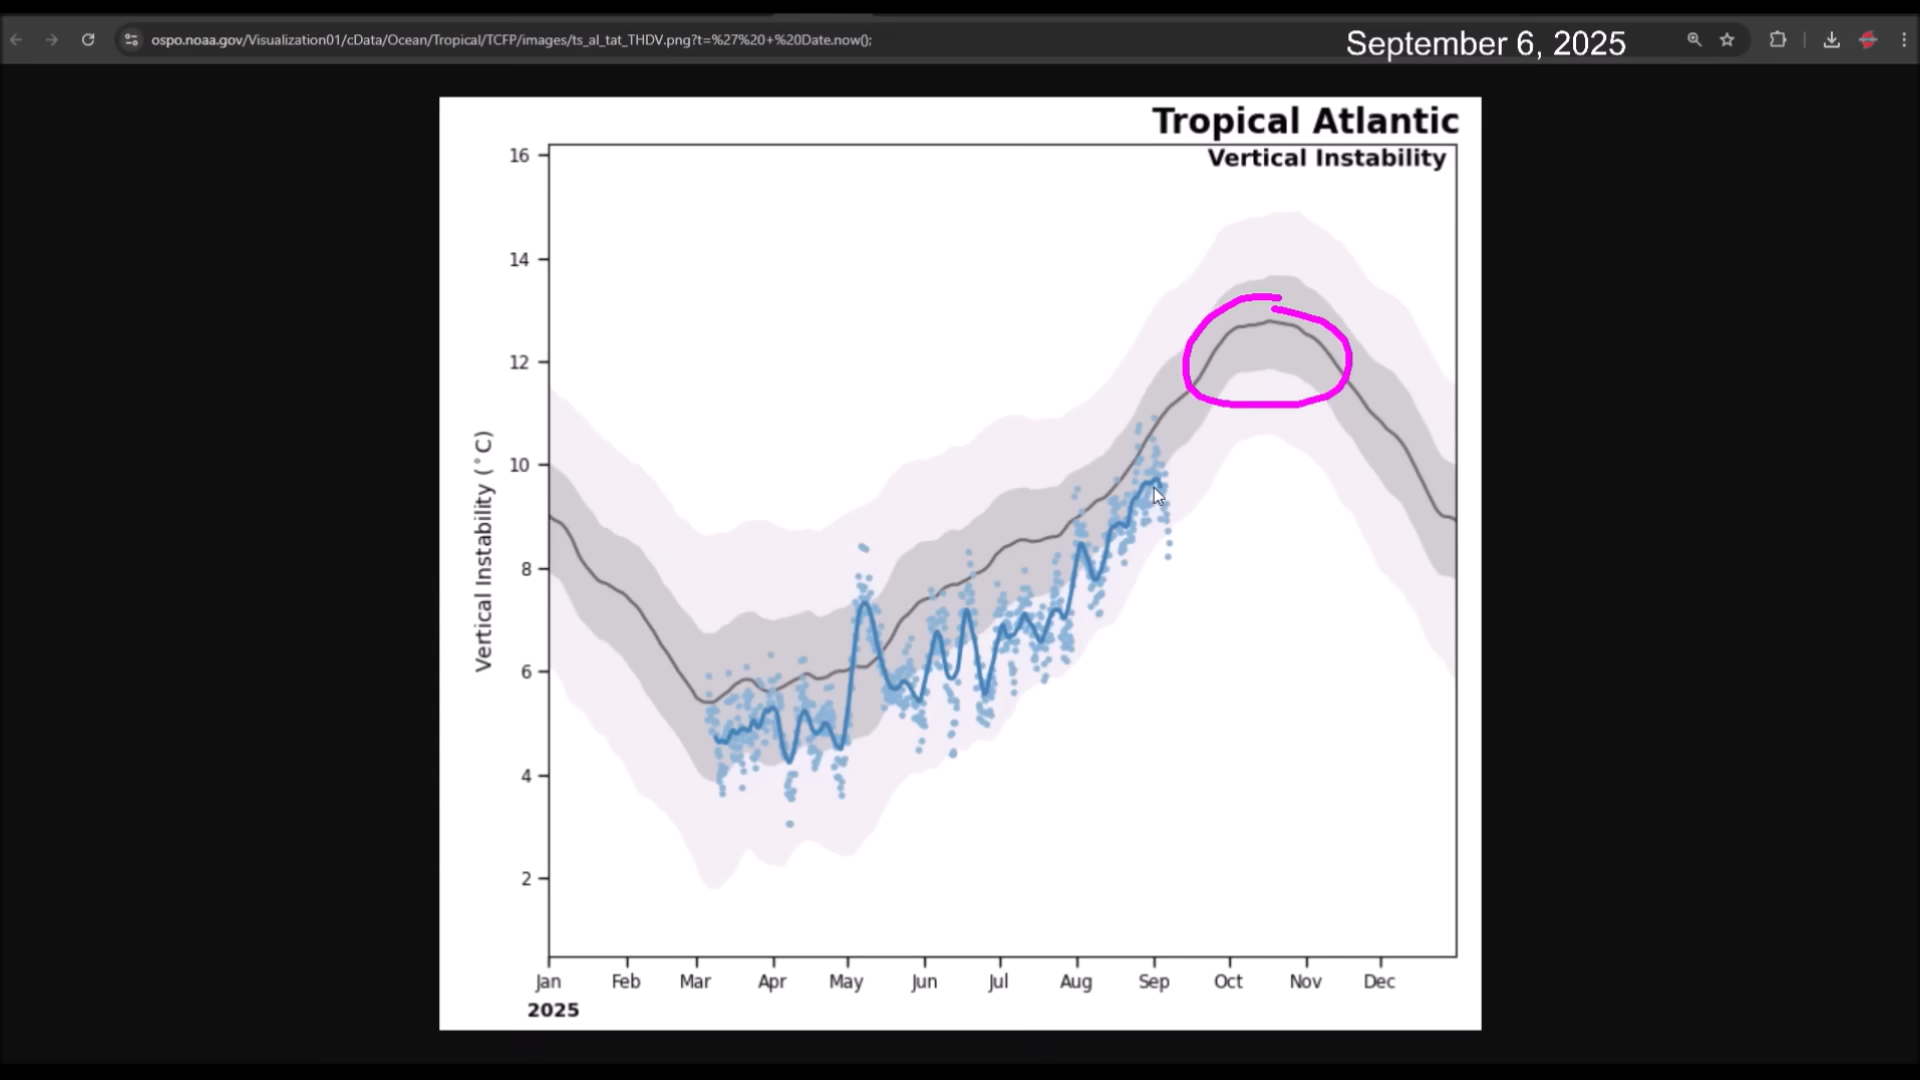 ospo.noaa.gov/Visualization01/cData/Ocean/Tropical/TCFP/images/ts_al_tat_THDV.png?t=%27%20+%20Date.now();
September 6, 2025
Tropical Atlantic
Vertical Instability
16
14
12
10
8
6
4
2
Vertical Instability (°C)
Jan Feb Mar Apr May Jun Jul Aug Sep Oct Nov Dec
2025